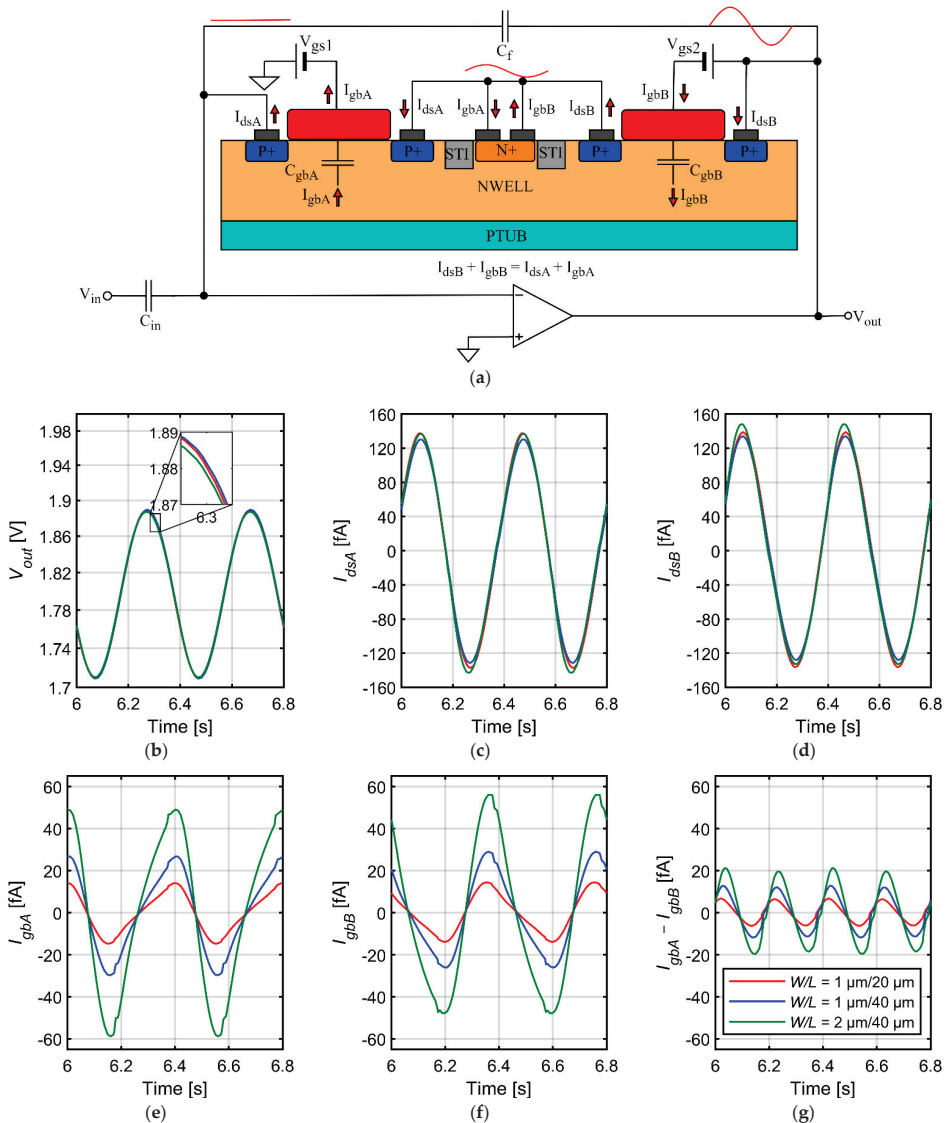 V_gs1
C_f
V_gs2
I_gbA
I_dsA
I_dsA
I_gbA
I_gbB
I_dsB
I_gbB
I_dsB
P+
P+
STI
N+
STI
P+
P+
C_gbA
C_gbB
I_gbA
NWELL
I_gbB
PTUB
I_dsB + I_gbB = I_dsA + I_gbA
V_in
C_in
−
+
V_out
(a)
V_out [V]
1.98
1.94
1.9
1.86
1.82
1.78
1.74
1.7
1.89
1.88
1.87
6.3
6 6.2 6.4 6.6 6.8
Time [s]
(b)
I_dsA [fA]
160
120
80
40
0
-40
-80
-120
-160
6 6.2 6.4 6.6 6.8
Time [s]
(c)
I_dsB [fA]
160
120
80
40
0
-40
-80
-120
-160
6 6.2 6.4 6.6 6.8
Time [s]
(d)
I_gbA [fA]
60
40
20
0
-20
-40
-60
6 6.2 6.4 6.6 6.8
Time [s]
(e)
I_gbB [fA]
60
40
20
0
-20
-40
-60
6 6.2 6.4 6.6 6.8
Time [s]
(f)
I_gbA − I_gbB [fA]
60
40
20
0
-20
-40
-60
W/L = 1 µm/20 µm
W/L = 1 µm/40 µm
W/L = 2 µm/40 µm
6 6.2 6.4 6.6 6.8
Time [s]
(g)